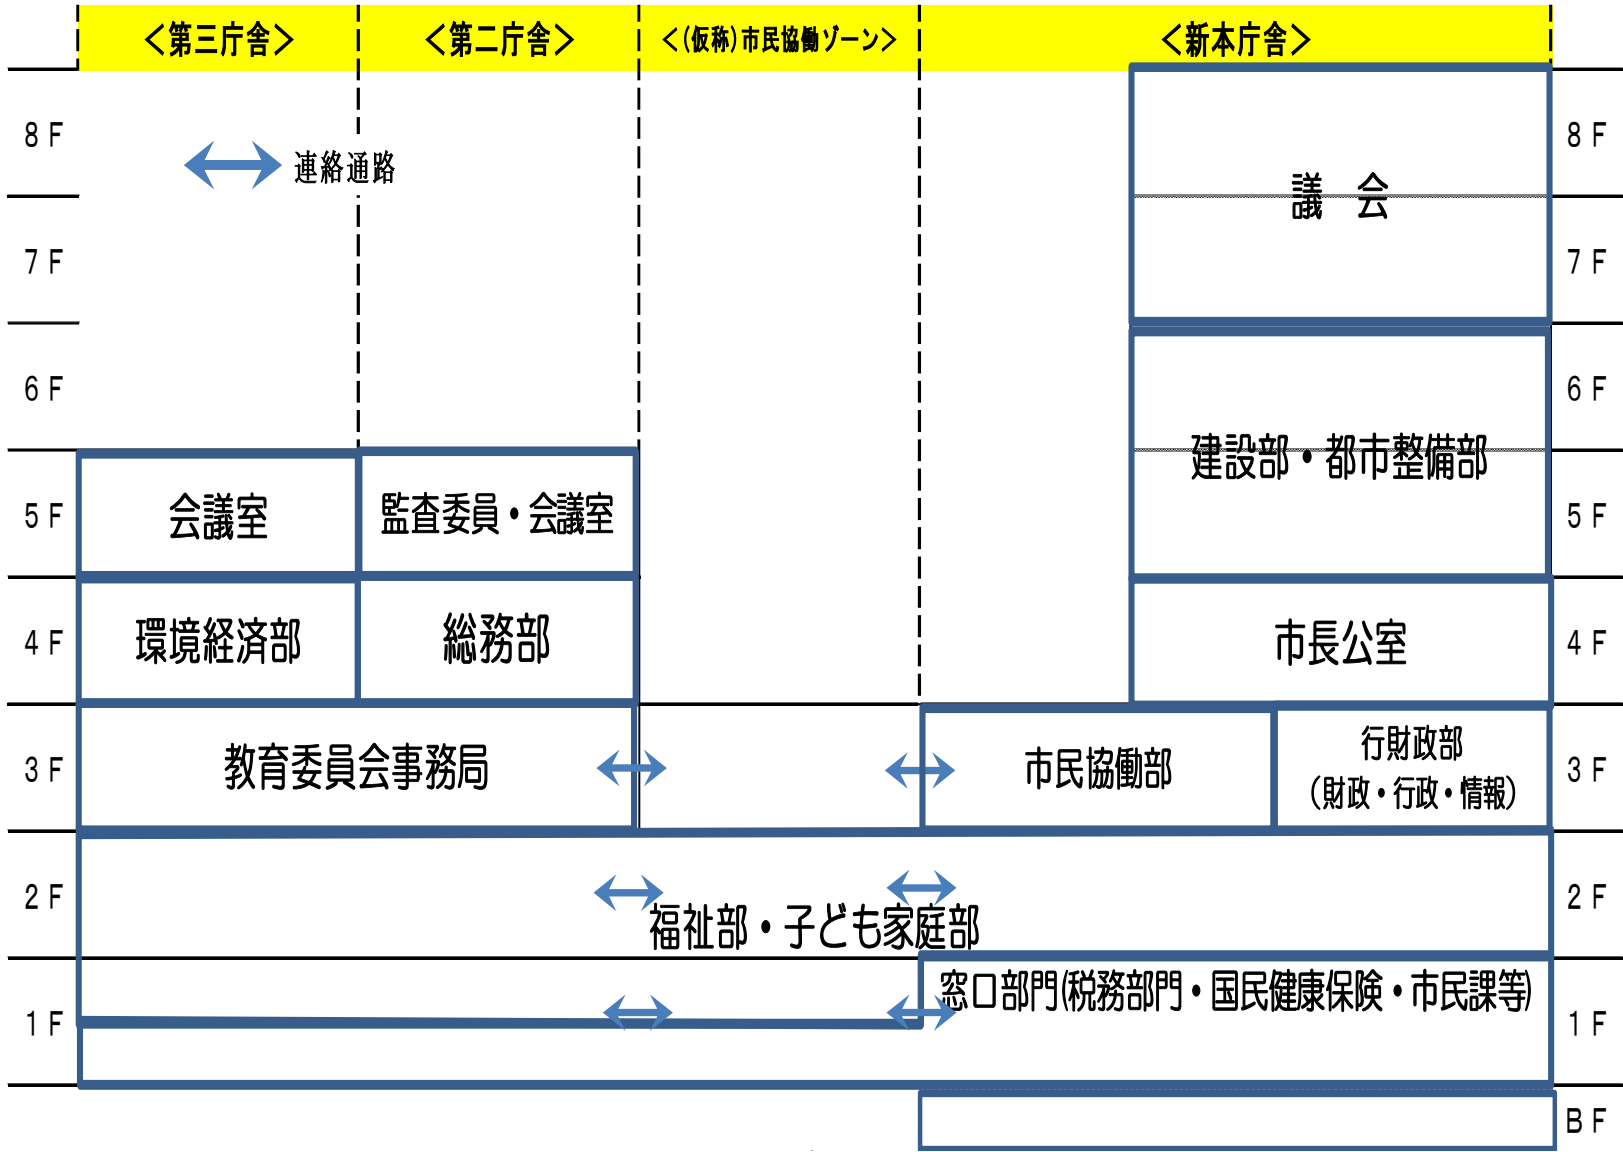 ＜第三庁舎＞
＜第二庁舎＞
＜(仮称)市民協働ゾーン＞
＜新本庁舎＞
８Ｆ
連絡通路
議　会
８Ｆ
７Ｆ
７Ｆ
６Ｆ
建設部・都市整備部
６Ｆ
５Ｆ
会議室
監査委員・会議室
５Ｆ
４Ｆ
環境経済部
総務部
市長公室
４Ｆ
３Ｆ
教育委員会事務局
市民協働部
行財政部
（財政・行政・情報）
３Ｆ
２Ｆ
福祉部・子ども家庭部
２Ｆ
１Ｆ
窓口部門(税務部門・国民健康保険・市民課等)
１Ｆ
ＢＦ